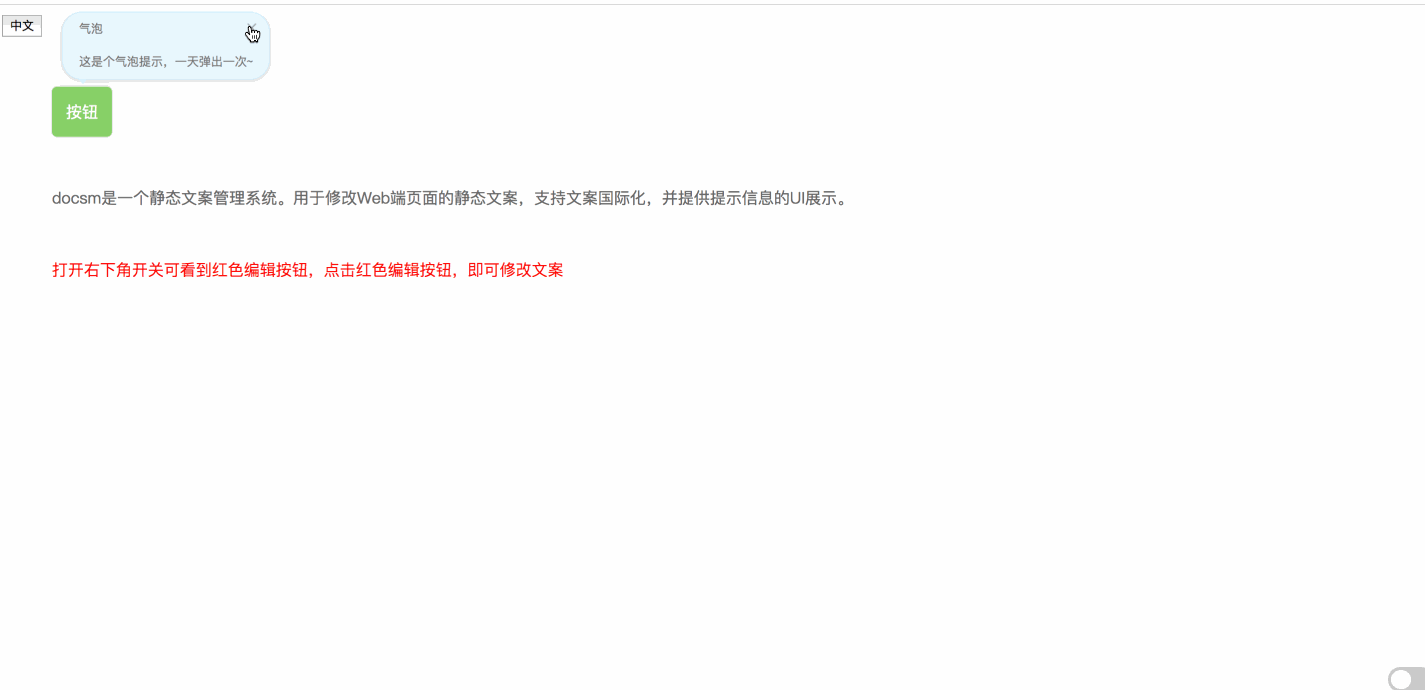 中文
气泡
这是个气泡提示，一天弹出一次~
按钮
docsm是一个静态文案管理系统。用于修改Web端页面的静态文案，支持文案国际化，并提供提示信息的UI展示。
打开右下角开关可看到红色编辑按钮，点击红色编辑按钮，即可修改文案